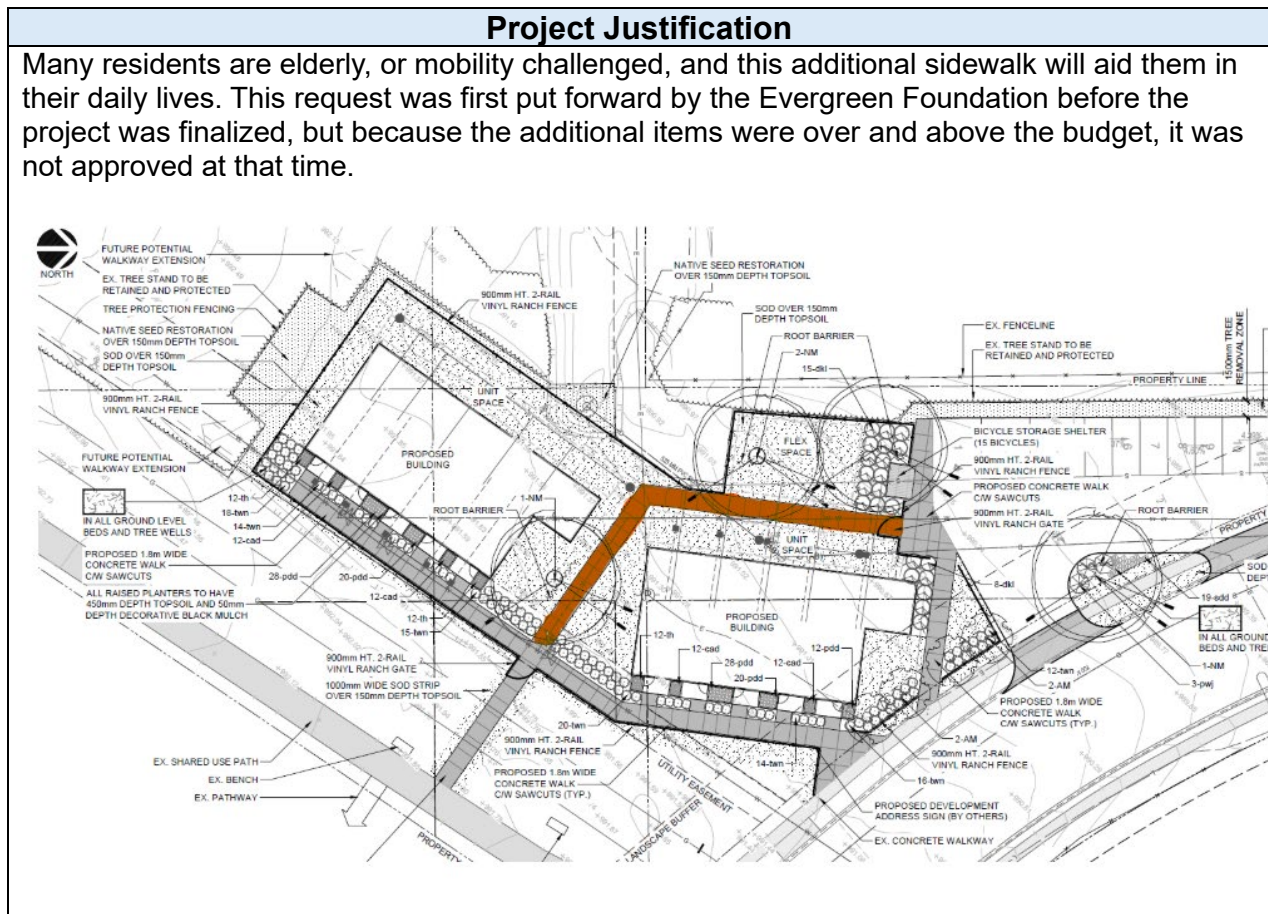 Project Justification
Many residents are elderly, or mobility challenged, and this additional sidewalk will aid them in
their daily lives. This request was first put forward by the Evergreen Foundation before the
project was finalized, but because the additional items were over and above the budget, it was
not approved at that time.
NORTH
FUTURE POTENTIAL
WALKWAY EXTENSION
EX. TREE STAND TO BE
RETAINED AND PROTECTED
TREE PROTECTION FENCING
NATIVE SEED RESTORATION
OVER 150mm DEPTH TOPSOIL
SOD OVER 150mm
DEPTH TOPSOIL
900mm HT. 2-RAIL
VINYL RANCH FENCE
FUTURE POTENTIAL
WALKWAY EXTENSION
12-th
18-twn
14-twn
12-cad
IN ALL GROUND LEVEL
BEDS AND TREE WELLS
PROPOSED 1.8m WIDE
CONCRETE WALK
C/W SAWCUTS
28-pdd
20-pdd
12-cad
ALL RAISED PLANTERS TO HAVE
450mm DEPTH TOPSOIL AND 50mm
DEPTH DECORATIVE BLACK MULCH
12-th
15-twn
900mm HT. 2-RAIL
VINYL RANCH GATE
1000mm WIDE SOD STRIP
OVER 150mm DEPTH TOPSOIL
EX. SHARED USE PATH
EX. BENCH
EX. PATHWAY
PROPERTY
900mm HT. 2-RAIL
VINYL RANCH FENCE
UNIT
SPACE
PROPOSED
BUILDING
1-NM
ROOT BARRIER
NATIVE SEED RESTORATION
OVER 150mm DEPTH TOPSOIL
SOD OVER 150mm
DEPTH TOPSOIL
ROOT BARRIER
2-NM
15-dkl
FLEX
SPACE
UNIT
SPACE
PROPOSED
BUILDING
12-th
12-cad
28-pdd
20-pdd
12-cad
12-pdd
20-twn
900mm HT. 2-RAIL
VINYL RANCH FENCE
PROPOSED 1.8m WIDE
CONCRETE WALK
C/W SAWCUTS (TYP.)
UTILITY EASEMENT
LANDSCAPE BUFFER
14-twn
EX. FENCELINE
EX. TREE STAND TO BE
RETAINED AND PROTECTED
PROPERTY LINE
1500mm TREE
REMOVAL ZONE
BICYCLE STORAGE SHELTER
(15 BICYCLES)
900mm HT. 2-RAIL
VINYL RANCH FENCE
PROPOSED CONCRETE WALK
C/W SAWCUTS
900mm HT. 2-RAIL
VINYL RANCH GATE
ROOT BARRIER
PROPERTY
8-dkl
SOD
DEPT
19-add
IN ALL GROUND
BEDS AND TREE
1-NM
3-pwj
12-twn
2-AM
PROPOSED 1.8m WIDE
CONCRETE WALK
C/W SAWCUTS (TYP.)
2-AM
900mm HT. 2-RAIL
VINYL RANCH FENCE
16-twn
PROPOSED DEVELOPMENT
ADDRESS SIGN (BY OTHERS)
EX. CONCRETE WALKWAY